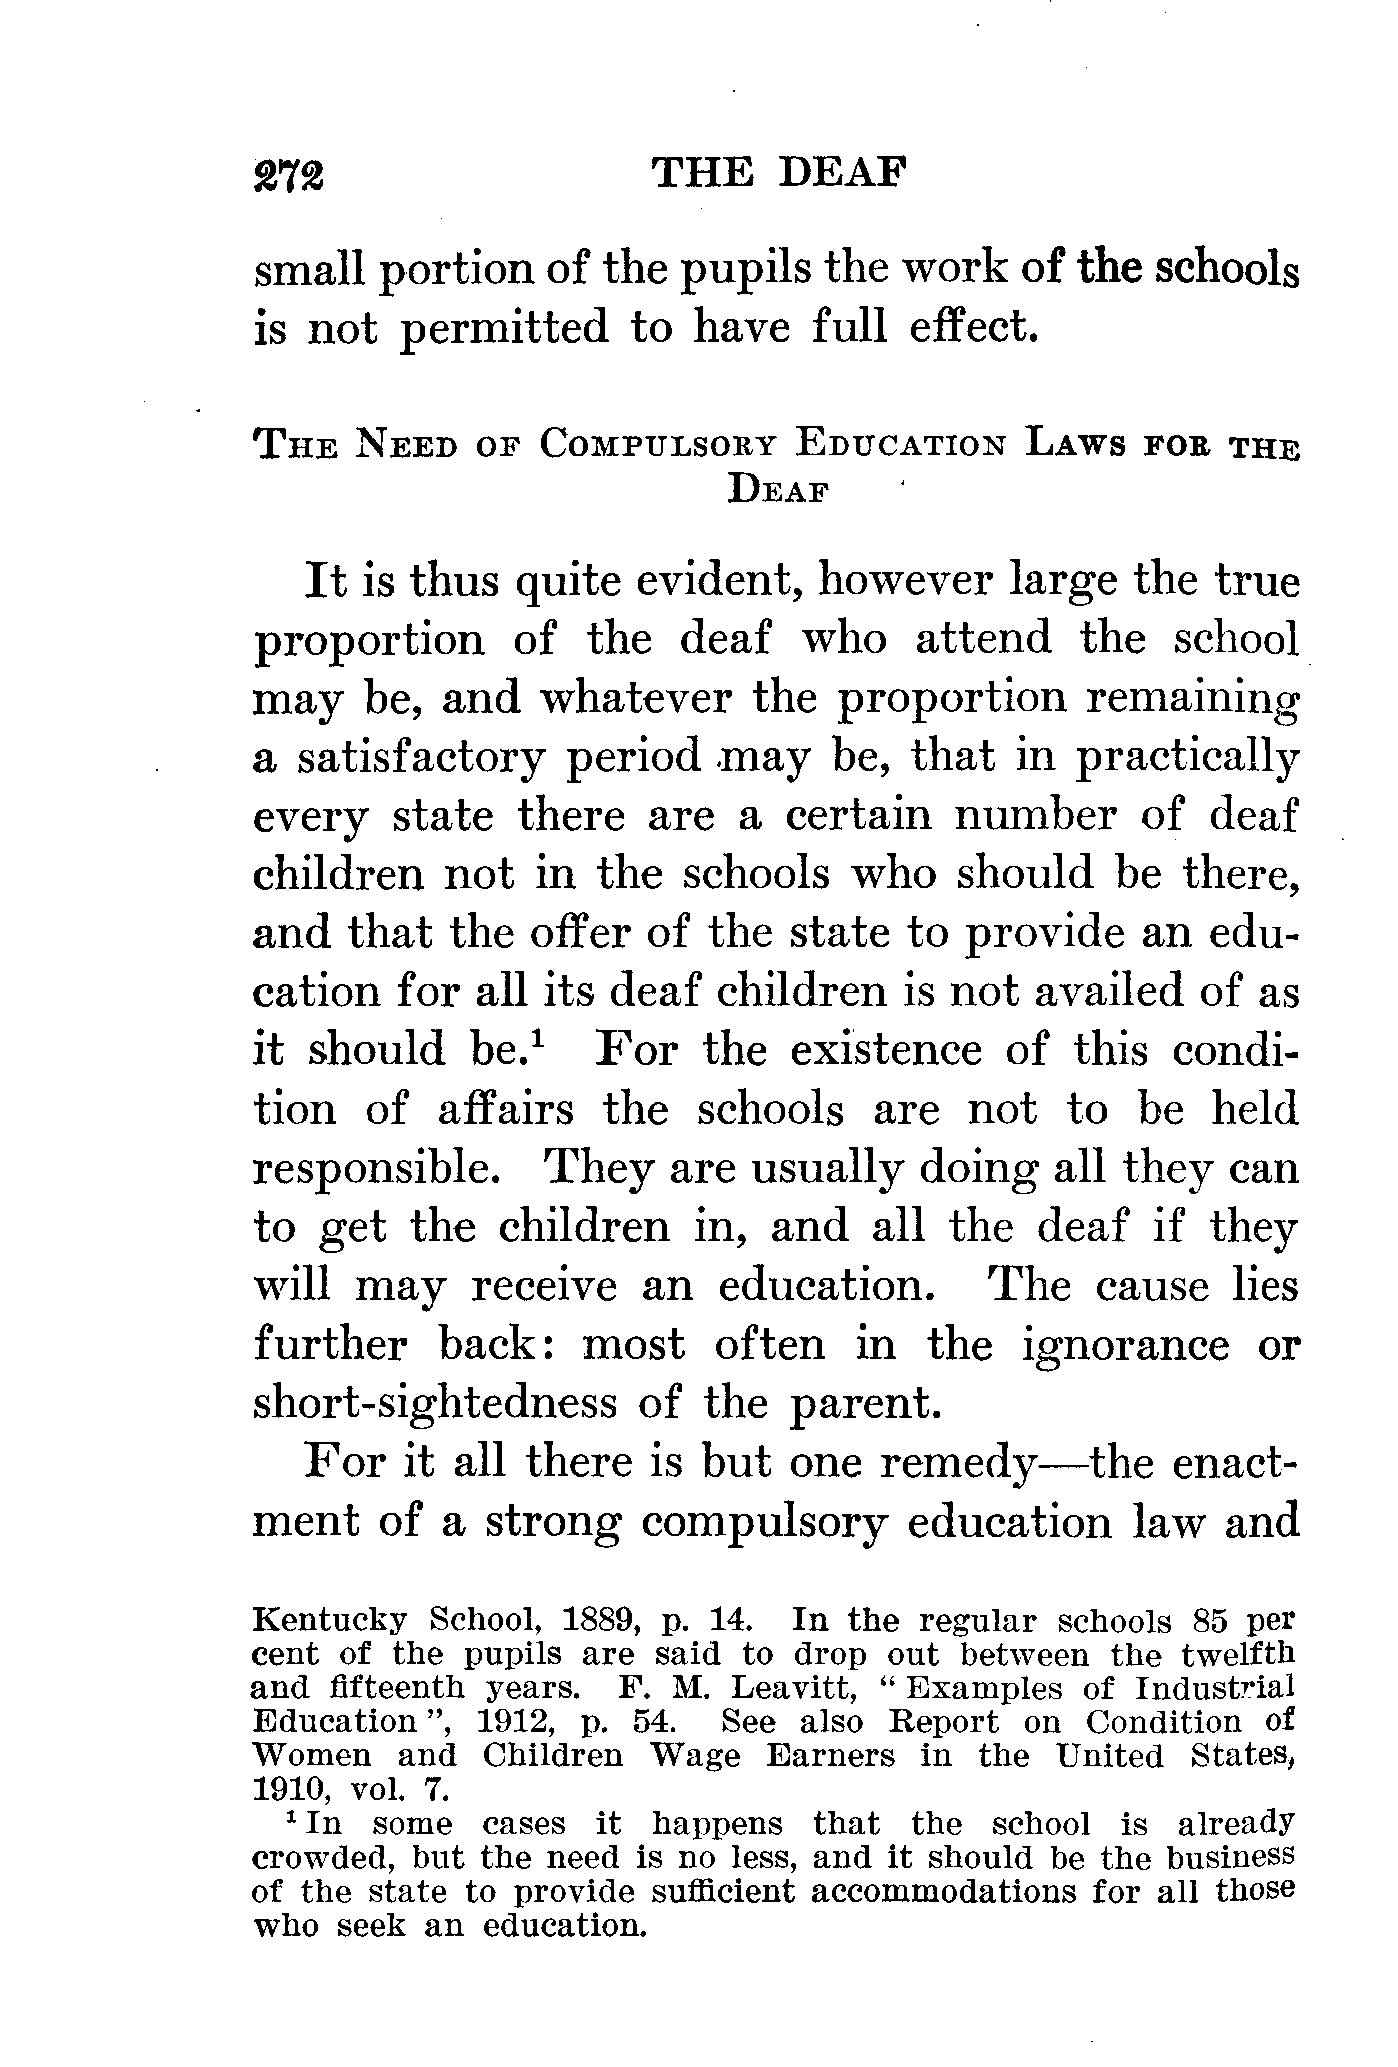 272 THE DEAF
small portion of the pupils the work of the schools
is not permitted to have full effect.
The Need of Compulsory Education Laws for the
Deaf
It is thus quite evident, however large the true
proportion of the deaf who attend the school
may be, and whatever the proportion remaining
a satisfactory period may be, that in practically
every state there are a certain number of deaf
children not in the schools who should be there,
and that the offer of the state to provide an edu-
cation for all its deaf children is not availed of as
it should be.¹ For the existence of this condi-
tion of affairs the schools are not to be held
responsible. They are usually doing all they can
to get the children in, and all the deaf if they
will may receive an education. The cause lies
further back: most often in the ignorance or
short-sightedness of the parent.
For it all there is but one remedy—the enact-
ment of a strong compulsory education law and
Kentucky School, 1889, p. 14. In the regular schools 85 per
cent of the pupils are said to drop out between the twelfth
and fifteenth years. F. M. Leavitt, “ Examples of Industrial
Education ”, 1912, p. 54. See also Report on Condition of
Women and Children Wage Earners in the United States,
1910, vol. 7.
¹ In some cases it happens that the school is already
crowded, but the need is no less, and it should be the business
of the state to provide sufficient accommodations for all those
who seek an education.